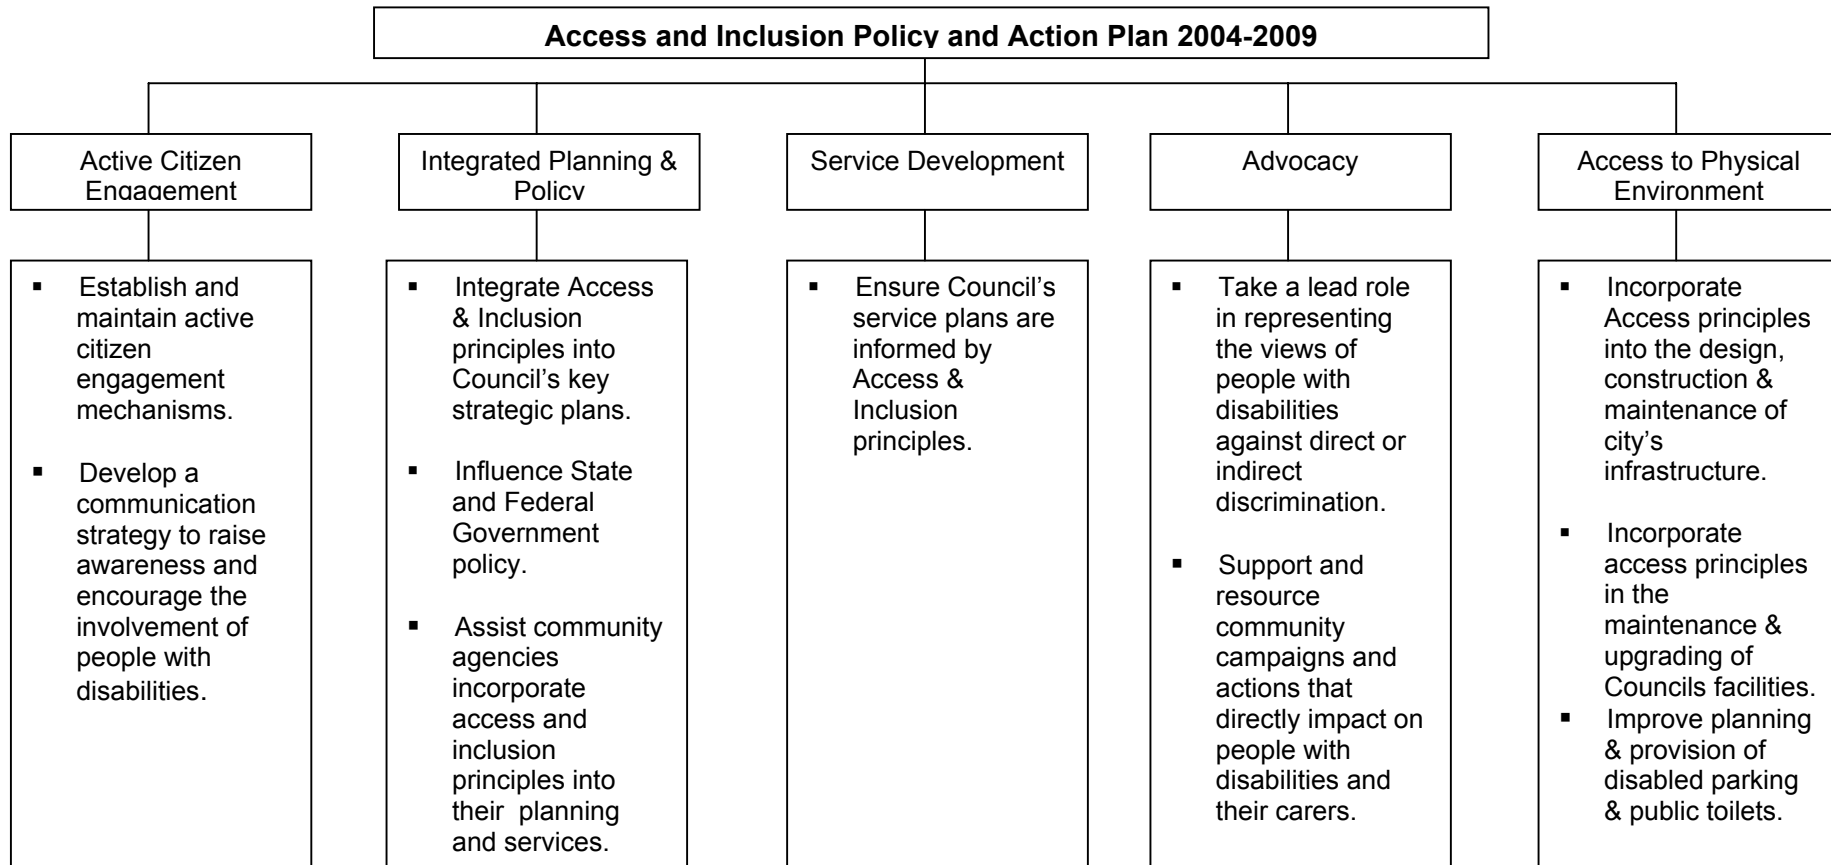 Access and Inclusion Policy and Action Plan 2004-2009
Active Citizen
Engagement
Integrated Planning &
Policy
Service Development
Advocacy
Access to Physical
Environment
▪ Establish and
maintain active
citizen
engagement
mechanisms.
▪ Develop a
communication
strategy to raise
awareness and
encourage the
involvement of
people with
disabilities.
▪ Integrate Access
& Inclusion
principles into
Council’s key
strategic plans.
▪ Influence State
and Federal
Government
policy.
▪ Assist community
agencies
incorporate
access and
inclusion
principles into
their planning
and services.
▪ Ensure Council’s
service plans are
informed by
Access &
Inclusion
principles.
▪ Take a lead role
in representing
the views of
people with
disabilities
against direct or
indirect
discrimination.
▪ Support and
resource
community
campaigns and
actions that
directly impact on
people with
disabilities and
their carers.
▪ Incorporate
Access principles
into the design,
construction &
maintenance of
city’s
infrastructure.
▪ Incorporate
access principles
in the
maintenance &
upgrading of
Councils facilities.
▪ Improve planning
& provision of
disabled parking
& public toilets.